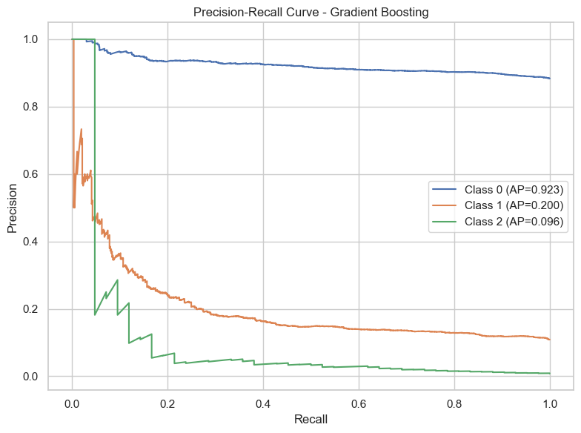 Precision-Recall Curve - Gradient Boosting
1.0
0.8
0.6
0.4
0.2
0.0
Precision
Class 0 (AP=0.923)
Class 1 (AP=0.200)
Class 2 (AP=0.096)
0.0 0.2 0.4 0.6 0.8 1.0
Recall